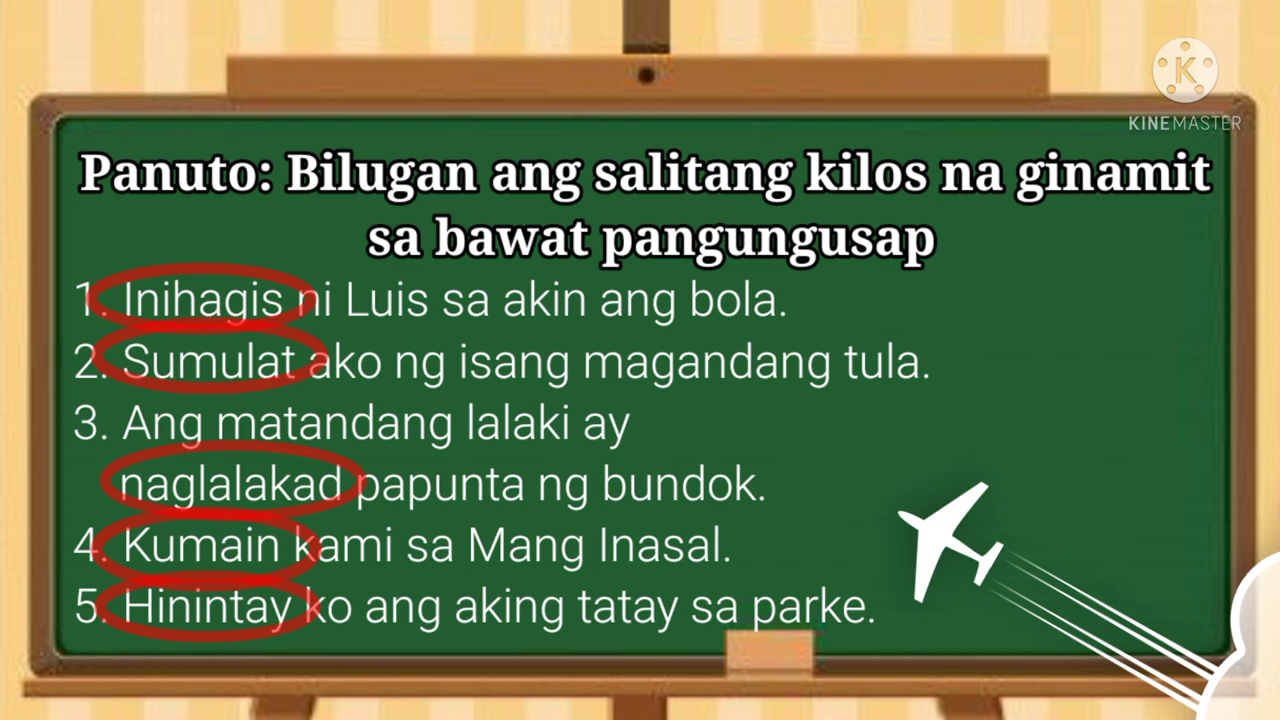 K
KINEMASTER
Panuto: Bilugan ang salitang kilos na ginamit
sa bawat pangungusap
1. Inihagis ni Luis sa akin ang bola.
2. Sumulat ako ng isang magandang tula.
3. Ang matandang lalaki ay
naglalakad papunta ng bundok.
4. Kumain kami sa Mang Inasal.
5. Hinintay ko ang aking tatay sa parke.